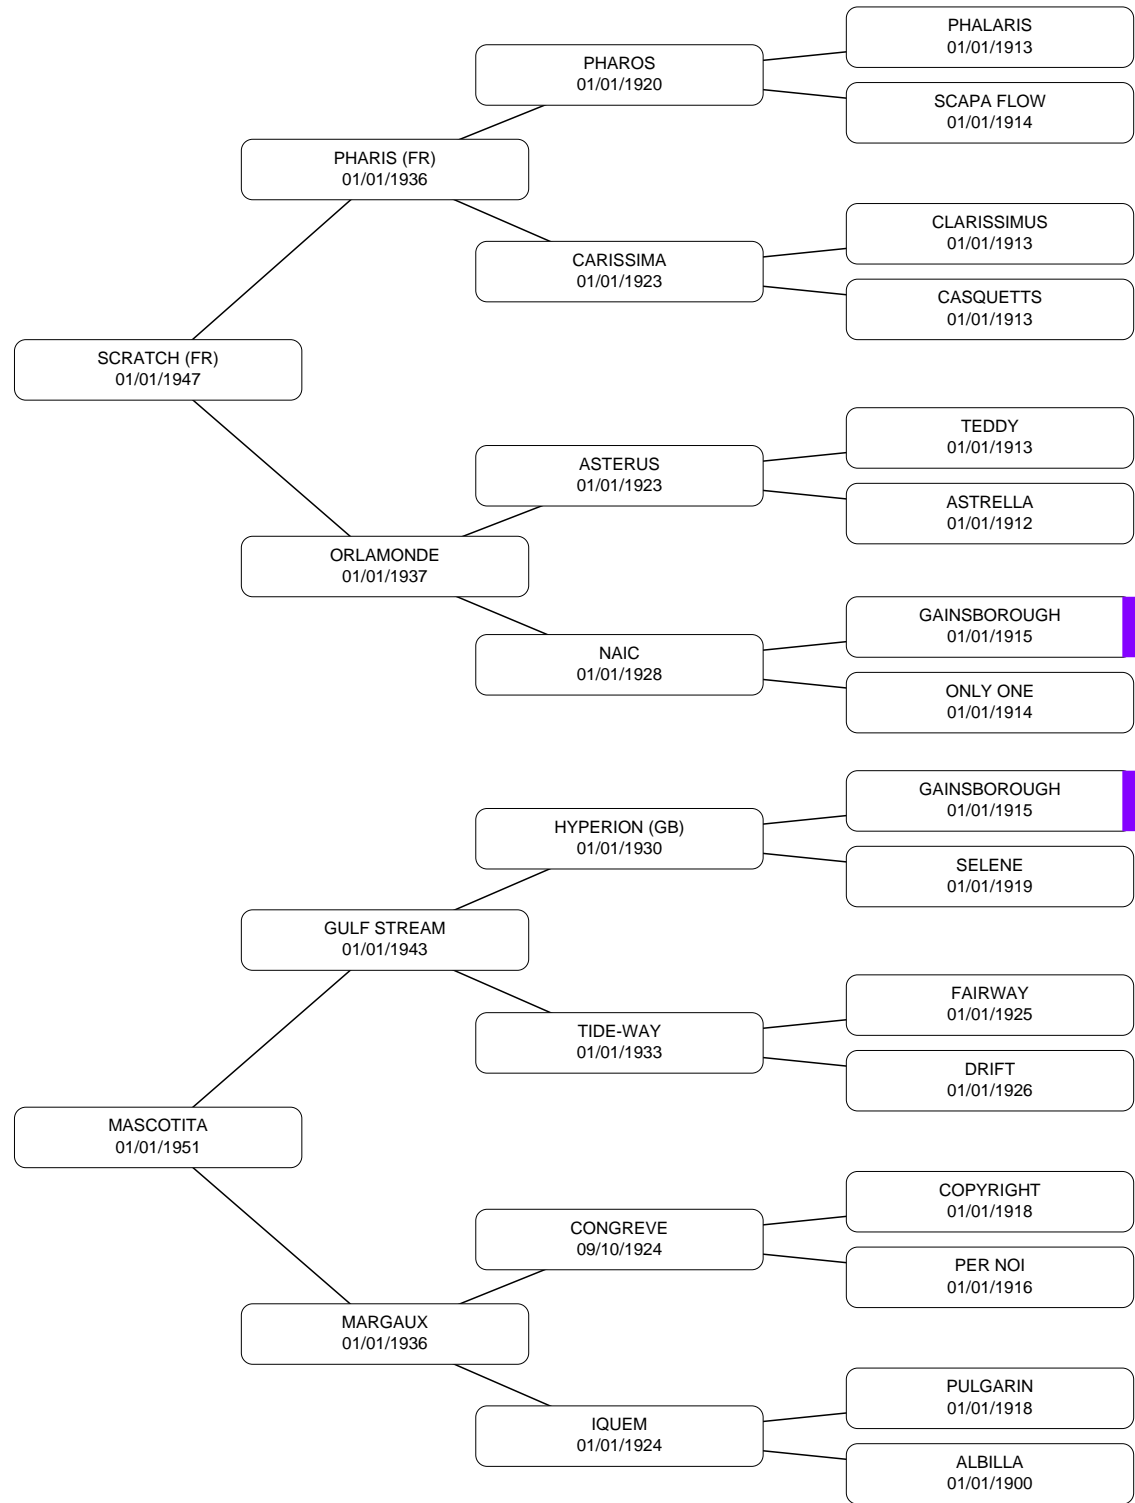 PHALARIS
01/01/1913
PHAROS
01/01/1920
SCAPA FLOW
01/01/1914
PHARIS (FR)
01/01/1936
CLARISSIMUS
01/01/1913
CARISSIMA
01/01/1923
CASQUETTS
01/01/1913
SCRATCH (FR)
01/01/1947
TEDDY
01/01/1913
ASTERUS
01/01/1923
ASTRELLA
01/01/1912
ORLAMONDE
01/01/1937
GAINSBOROUGH
01/01/1915
NAIC
01/01/1928
ONLY ONE
01/01/1914
GAINSBOROUGH
01/01/1915
HYPERION (GB)
01/01/1930
SELENE
01/01/1919
GULF STREAM
01/01/1943
FAIRWAY
01/01/1925
TIDE-WAY
01/01/1933
DRIFT
01/01/1926
MASCOTITA
01/01/1951
COPYRIGHT
01/01/1918
CONGREVE
09/10/1924
PER NOI
01/01/1916
MARGAUX
01/01/1936
PULGARIN
01/01/1918
IQUEM
01/01/1924
ALBILLA
01/01/1900